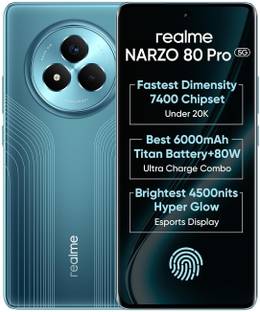 realme
NARZO 80 Pro 5G
Fastest Dimensity
7400 Chipset
Under 20K
Best 6000mAh
Titan Battery+80W
Ultra Charge Combo
Brightest 4500nits
Hyper Glow
Esports Display
realme